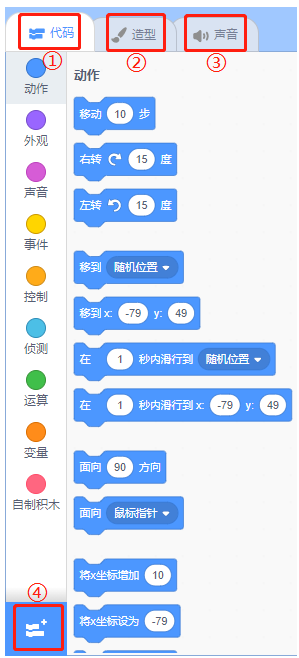 代码 造型 声音
① ② ③
动作
外观
声音
事件
控制
侦测
运算
变量
自制积木
④
动作
移动 10 步
右转 15 度
左转 15 度
移到 随机位置
移到 x: -79 y: 49
在 1 秒内滑行到 随机位置
在 1 秒内滑行到 x: -79 y: 49
面向 90 方向
面向 鼠标指针
将x坐标增加 10
将x坐标设为 -79